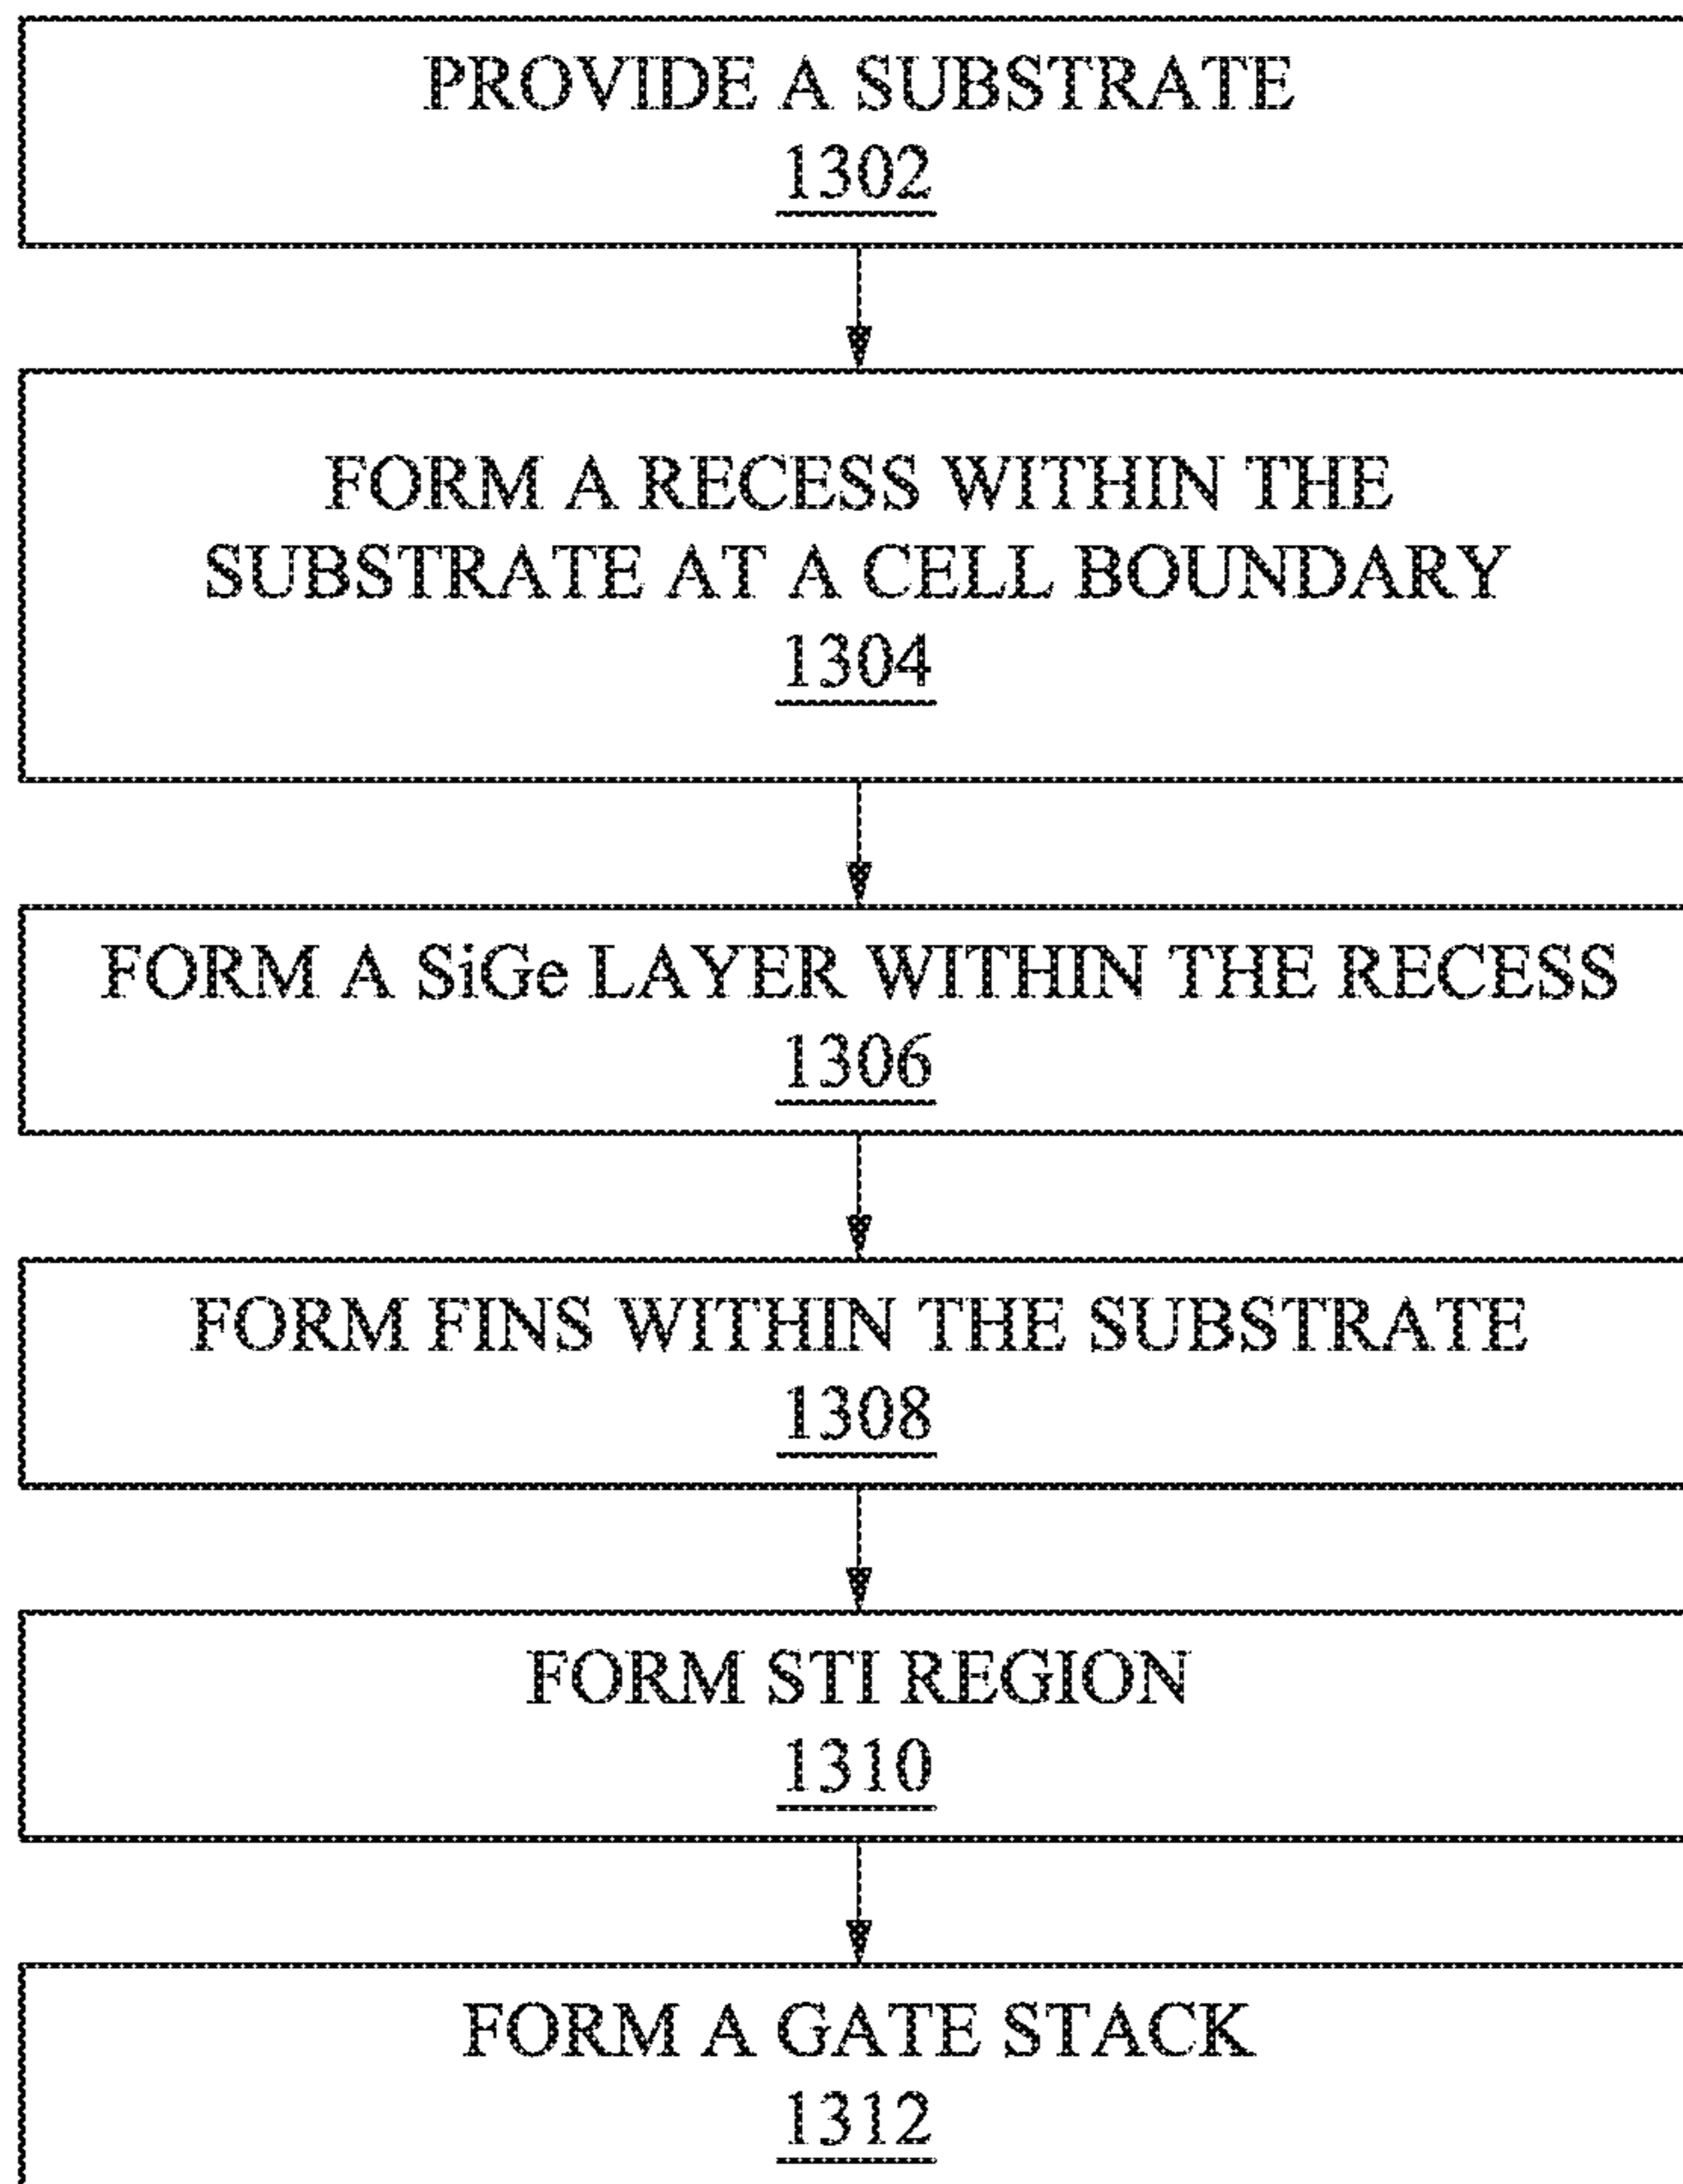 PROVIDE A SUBSTRATE
1302
FORM A RECESS WITHIN THE
SUBSTRATE AT A CELL BOUNDARY
1304
FORM A SiGe LAYER WITHIN THE RECESS
1306
FORM FINS WITHIN THE SUBSTRATE
1308
FORM STI REGION
1310
FORM A GATE STACK
1312